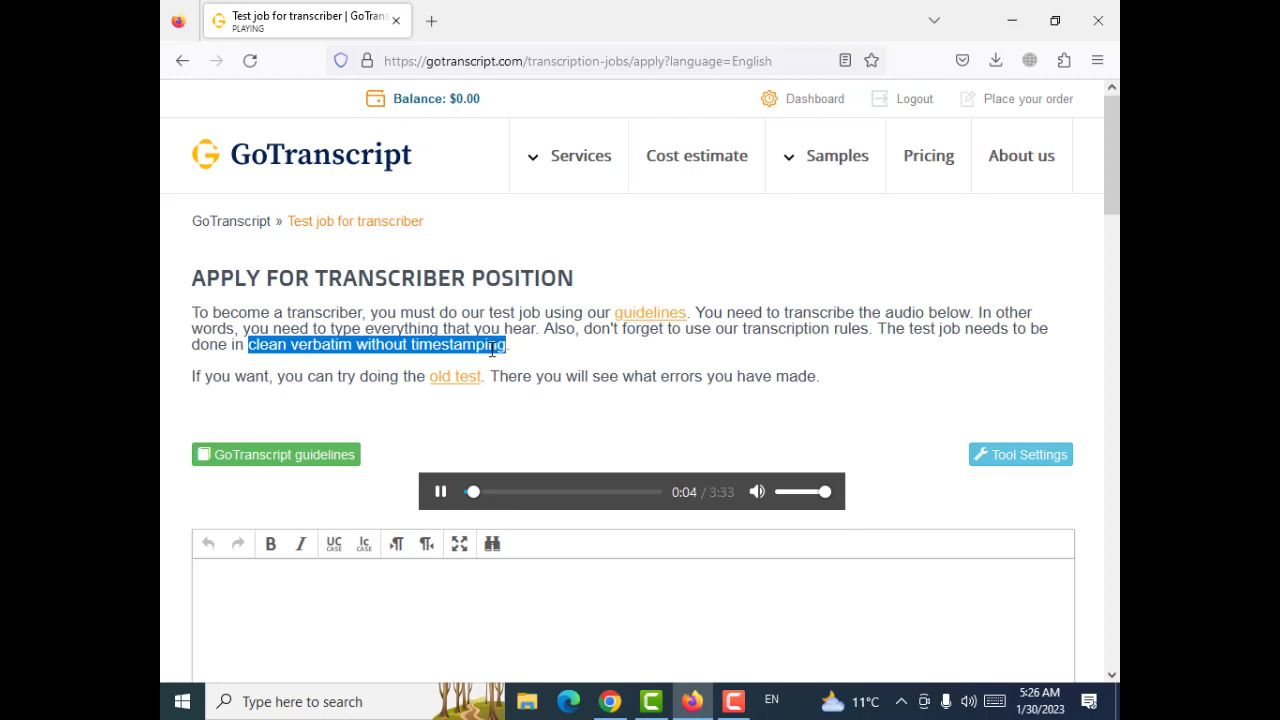 Test job for transcriber | GoTrans
PLAYING
https://gotranscript.com/transcription-jobs/apply?language=English
Balance: $0.00
Dashboard
Logout
Place your order
GoTranscript
Services
Cost estimate
Samples
Pricing
About us
GoTranscript » Test job for transcriber
APPLY FOR TRANSCRIBER POSITION
To become a transcriber, you must do our test job using our guidelines. You need to transcribe the audio below. In other
words, you need to type everything that you hear. Also, don't forget to use our transcription rules. The test job needs to be
done in clean verbatim without timestamping.
If you want, you can try doing the old test. There you will see what errors you have made.
GoTranscript guidelines
Tool Settings
0:04 / 3:33
B I UC CASE lc CASE
Type here to search
11°C
EN
5:26 AM
1/30/2023